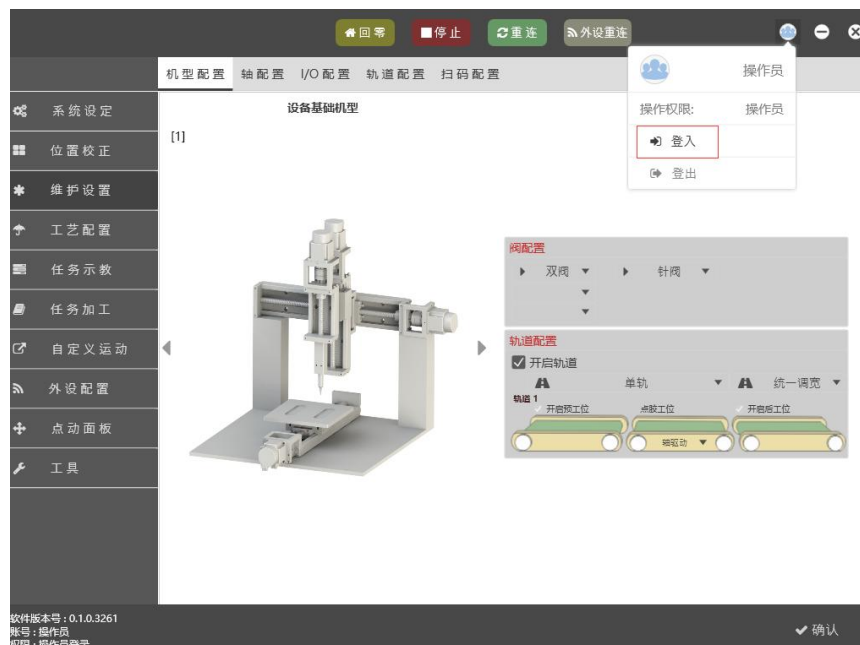 回零 停止 重连 外设重连
机型配置 轴配置 I/O配置 轨道配置 扫码配置
操作员
操作权限: 操作员
登入
登出
系统设定
位置校正
维护设置
工艺配置
任务示教
任务加工
自定义运动
外设配置
点动面板
工具
设备基础机型
[1]
阀配置
双阀 针阀
轨道配置
开启轨道
单轨 统一调宽
轨道 1
开启预工位 点胶工位 开启后工位
轴驱动
软件版本号 : 0.1.0.3261
账号 : 操作员
权限 : 操作员登录
确认